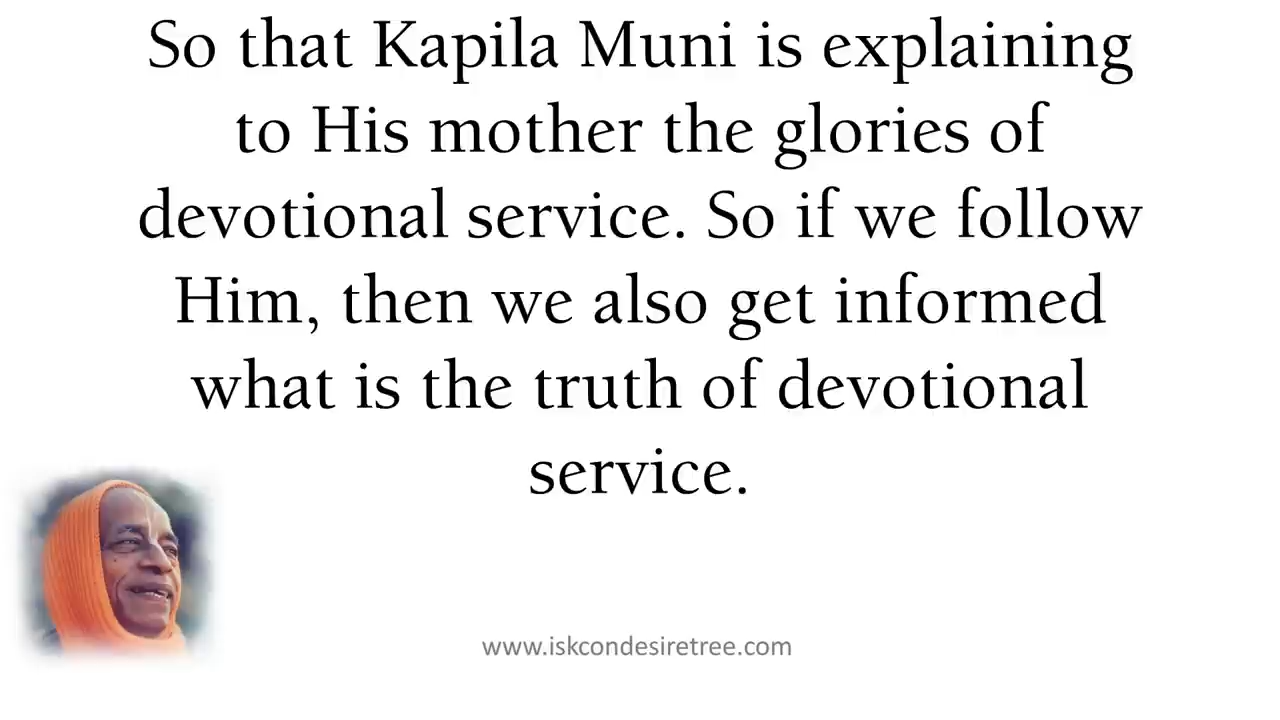 So that Kapila Muni is explaining
to His mother the glories of
devotional service. So if we follow
Him, then we also get informed
what is the truth of devotional
service.
www.iskcondesiretree.com